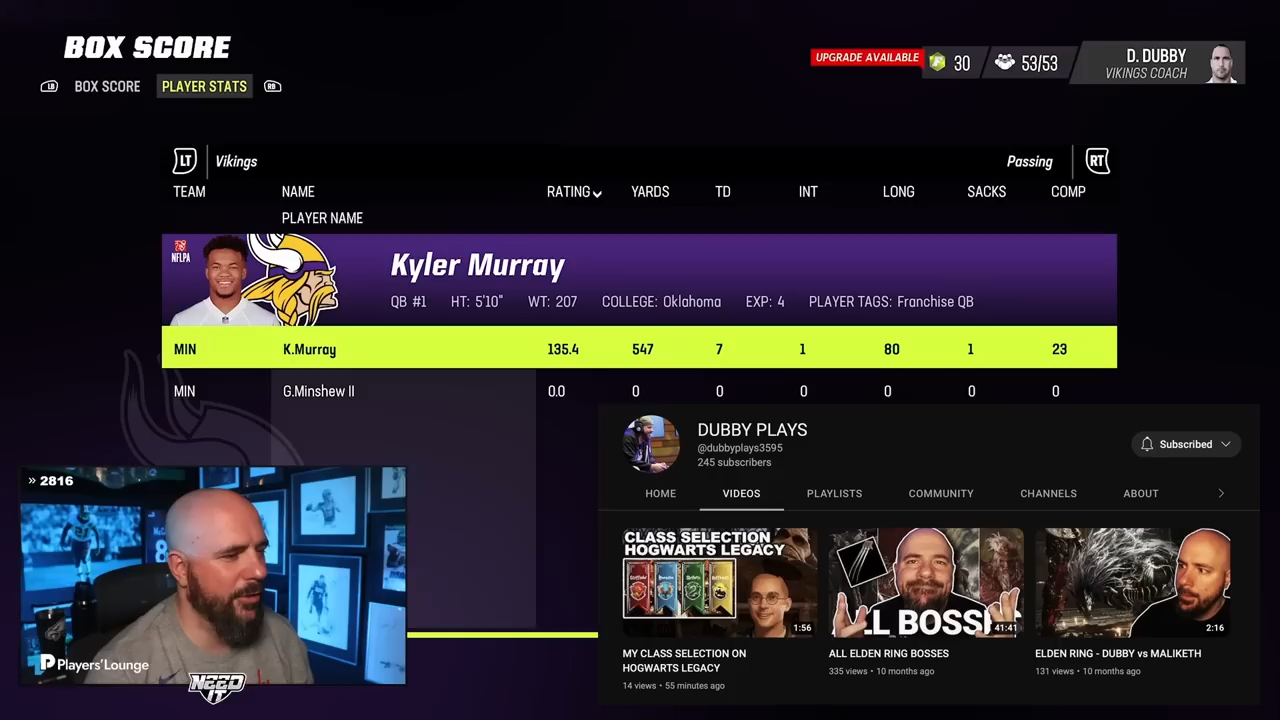 BOX SCORE
UPGRADE AVAILABLE 30 53/53 D. DUBBY
VIKINGS COACH
LB BOX SCORE PLAYER STATS RB
LT Vikings Passing RT
TEAM NAME RATING YARDS TD INT LONG SACKS COMP
PLAYER NAME
NFLPA
Kyler Murray
QB #1 HT: 5'10" WT: 207 COLLEGE: Oklahoma EXP: 4 PLAYER TAGS: Franchise QB
MIN K.Murray 135.4 547 7 1 80 1 23
MIN G.Minshew II 0.0 0 0 0 0 0 0
DUBBY PLAYS
@dubbyplays3595
245 subscribers
Subscribed
HOME VIDEOS PLAYLISTS COMMUNITY CHANNELS ABOUT
» 2816
CLASS SELECTION
HOGWARTS LEGACY
1:56
ALL BOSSES
41:41
2:16
MY CLASS SELECTION ON
HOGWARTS LEGACY
14 views • 55 minutes ago
ALL ELDEN RING BOSSES
335 views • 10 months ago
ELDEN RING - DUBBY vs MALIKETH
131 views • 10 months ago
Players' Lounge
NEED
IT